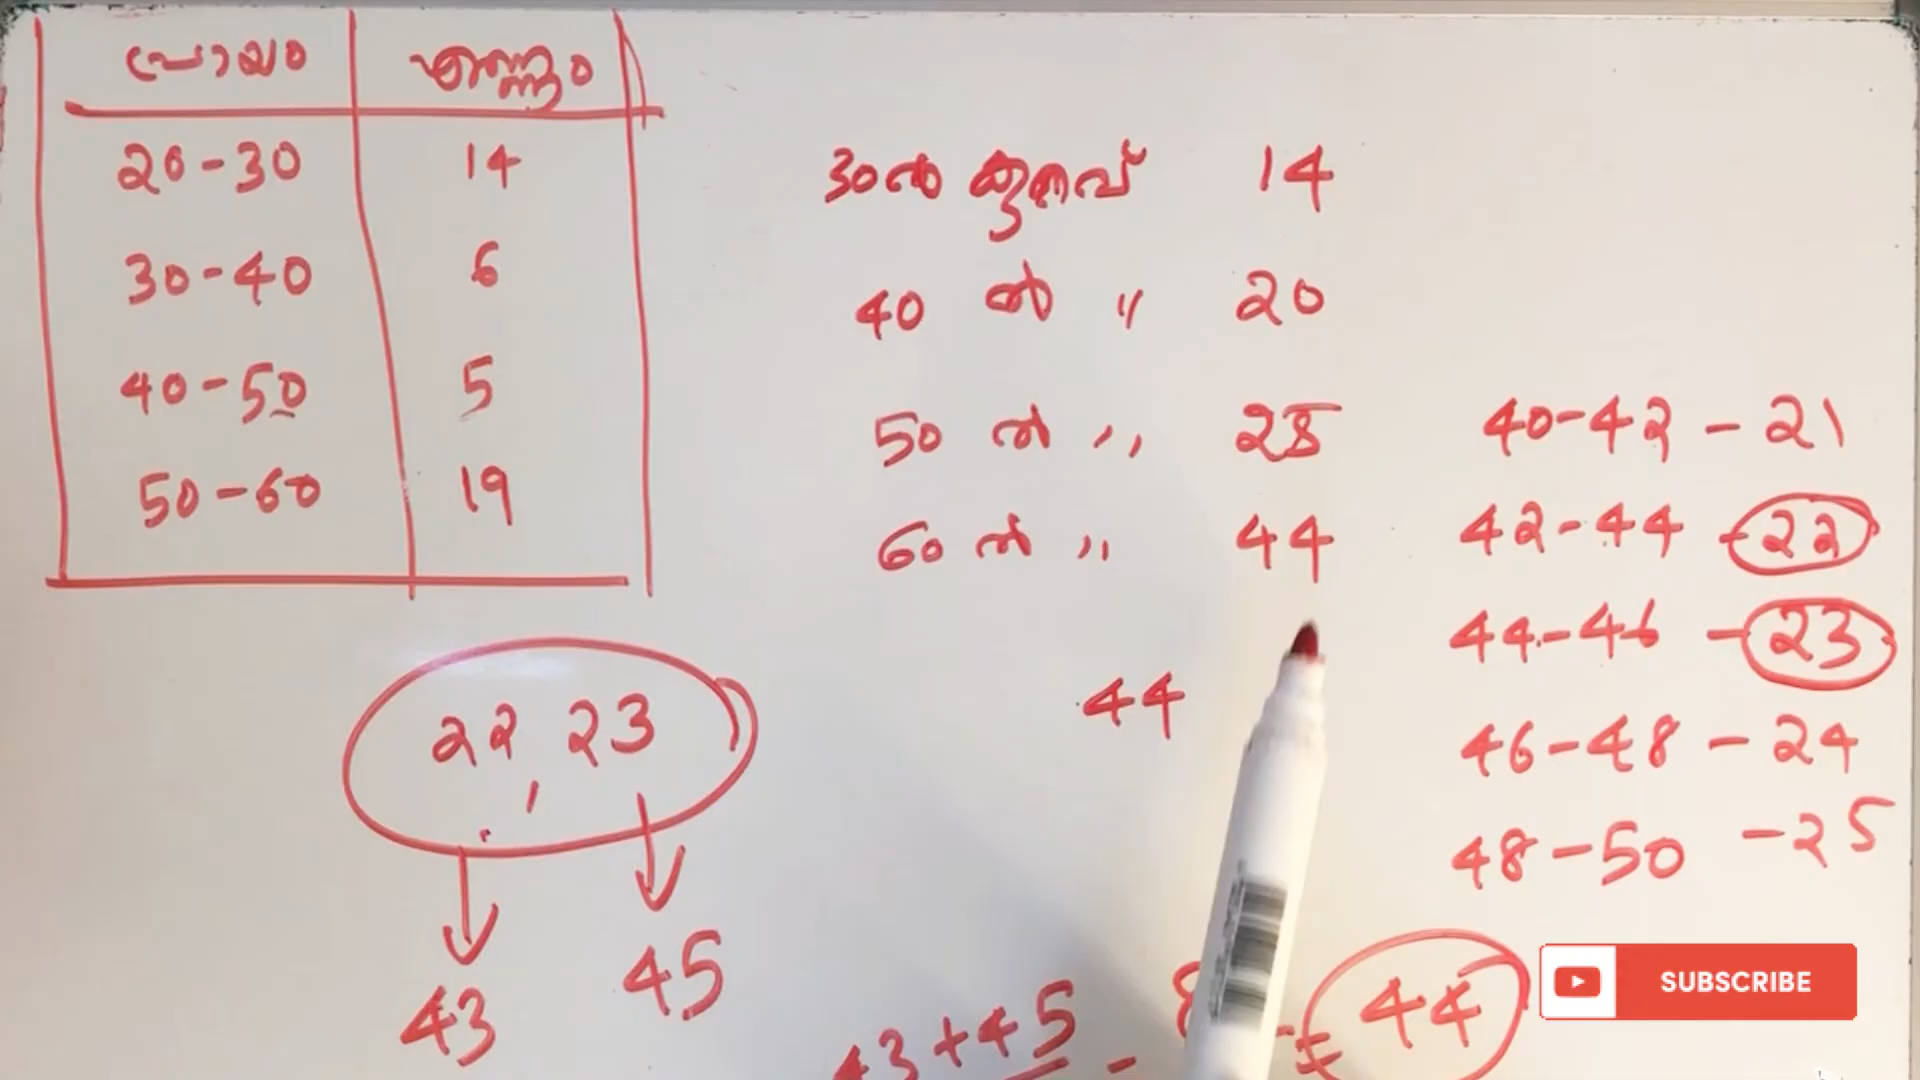 പ്രായം എണ്ണം
20-30 14
30-40 6
40-50 5
50-60 19
30ൽ കുറവ് 14
40 ൽ " 20
50 ൽ " 25
60 ൽ " 44
44
40-42 - 21
42-44 - 22
44-46 - 23
46-48 - 24
48-50 - 25
22, 23
43 45
43+45 = 44
SUBSCRIBE